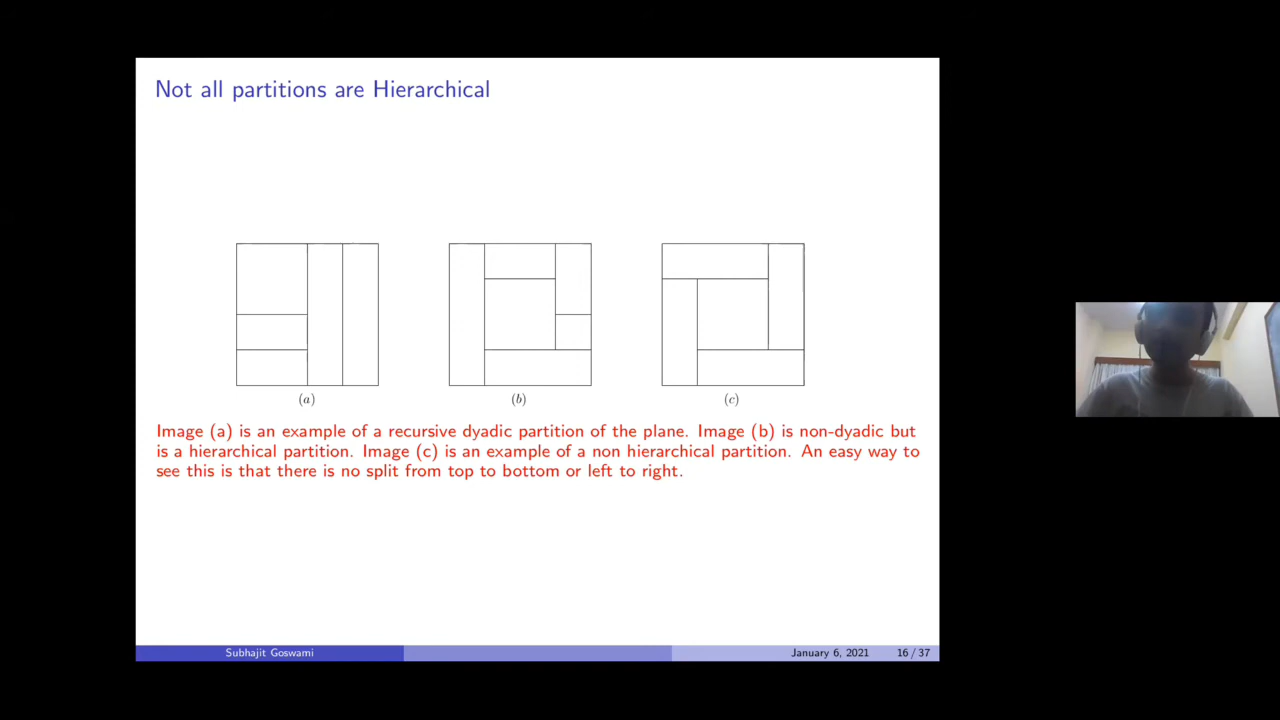 Not all partitions are Hierarchical
(a)
(b)
(c)
Image (a) is an example of a recursive dyadic partition of the plane. Image (b) is non-dyadic but
is a hierarchical partition. Image (c) is an example of a non hierarchical partition. An easy way to
see this is that there is no split from top to bottom or left to right.
Subhajit Goswami
January 6, 2021
16 / 37